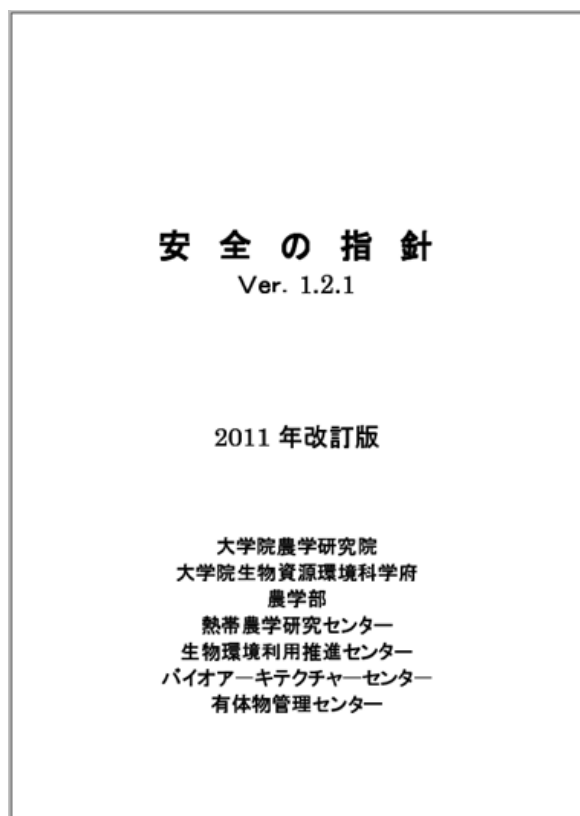 安全の指針
Ver. 1.2.1
2011 年改訂版
大学院農学研究院
大学院生物資源環境科学府
農学部
熱帯農学研究センター
生物環境利用推進センター
バイオアーキテクチャーセンター
有体物管理センター